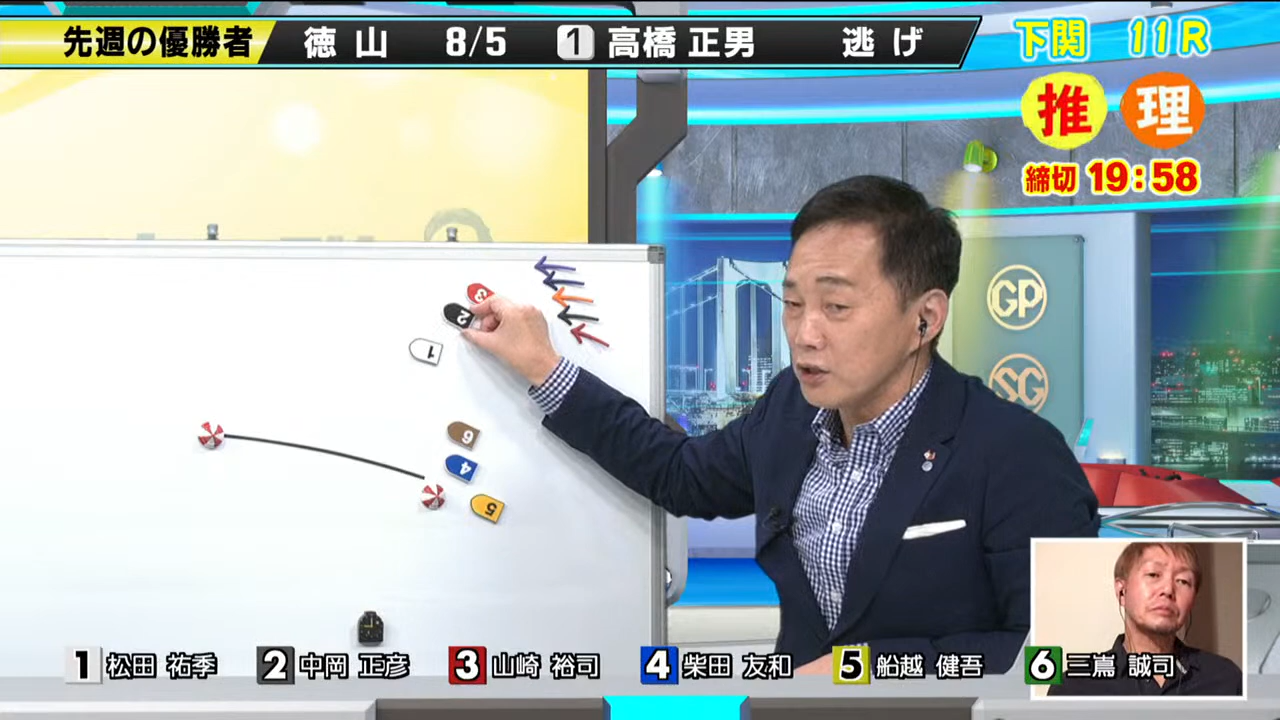 先週の優勝者 徳山 8/5 1 高橋 正男 逃げ
下関 11R
推理
締切 19:58
GP
SG
3
2
1
6
4
5
1 松田 祐季 2 中岡 正彦 3 山崎 裕司 4 柴田 友和 5 船越 健吾 6 三嶌 誠司